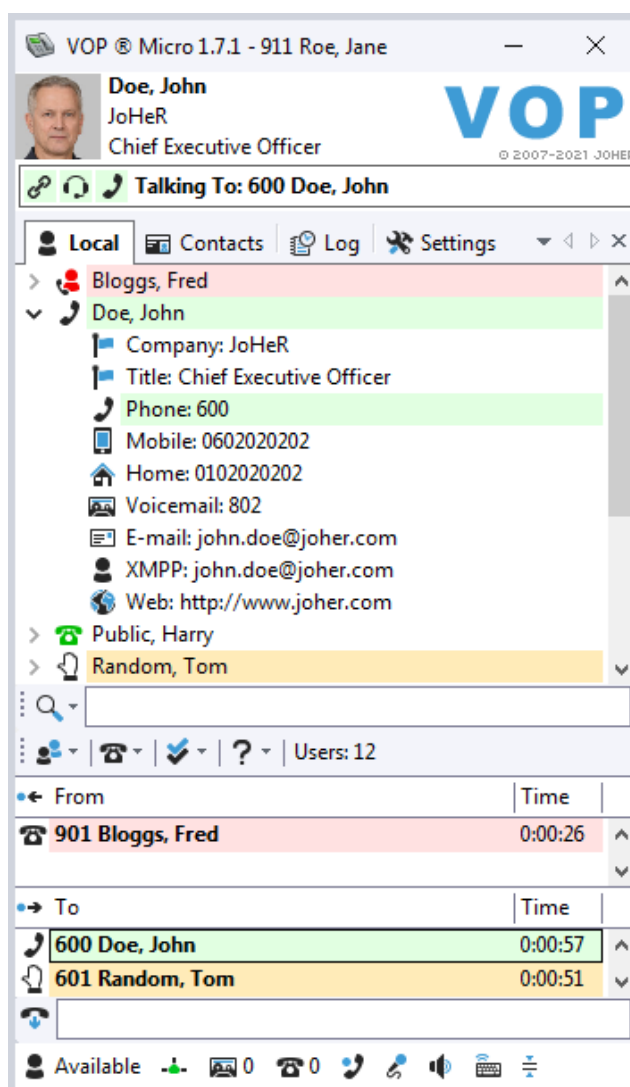 VOP ® Micro 1.7.1 - 911 Roe, Jane
Doe, John
JoHeR
Chief Executive Officer
VOP
© 2007-2021 JOHER
Talking To: 600 Doe, John
Local Contacts Log Settings
Bloggs, Fred
Doe, John
Company: JoHeR
Title: Chief Executive Officer
Phone: 600
Mobile: 0602020202
Home: 0102020202
Voicemail: 802
E-mail: john.doe@joher.com
XMPP: john.doe@joher.com
Web: http://www.joher.com
Public, Harry
Random, Tom
Users: 12
From Time
901 Bloggs, Fred 0:00:26
To Time
600 Doe, John 0:00:57
601 Random, Tom 0:00:51
Available 0 0